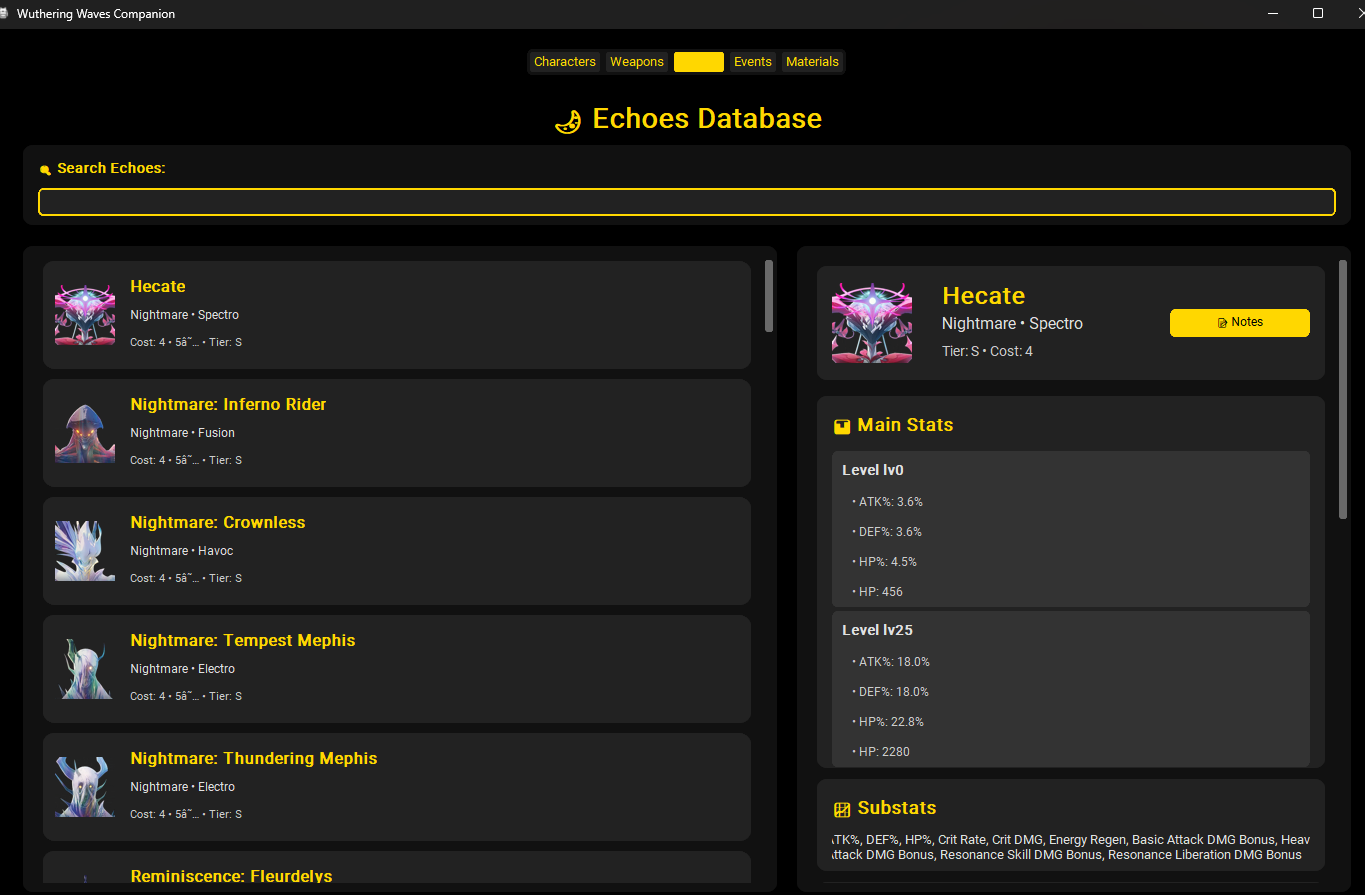 Wuthering Waves Companion
Characters Weapons Events Materials
Echoes Database
Search Echoes:
Hecate
Nightmare • Spectro
Cost: 4 • 5â˜… • Tier: S
Nightmare: Inferno Rider
Nightmare • Fusion
Cost: 4 • 5â˜… • Tier: S
Nightmare: Crownless
Nightmare • Havoc
Cost: 4 • 5â˜… • Tier: S
Nightmare: Tempest Mephis
Nightmare • Electro
Cost: 4 • 5â˜… • Tier: S
Nightmare: Thundering Mephis
Nightmare • Electro
Cost: 4 • 5â˜… • Tier: S
Reminiscence: Fleurdelys
Hecate
Nightmare • Spectro
Tier: S • Cost: 4
Notes
Main Stats
Level lv0
• ATK%: 3.6%
• DEF%: 3.6%
• HP%: 4.5%
• HP: 456
Level lv25
• ATK%: 18.0%
• DEF%: 18.0%
• HP%: 22.8%
• HP: 2280
Substats
TK%, DEF%, HP%, Crit Rate, Crit DMG, Energy Regen, Basic Attack DMG Bonus, Heav
ttack DMG Bonus, Resonance Skill DMG Bonus, Resonance Liberation DMG Bonus